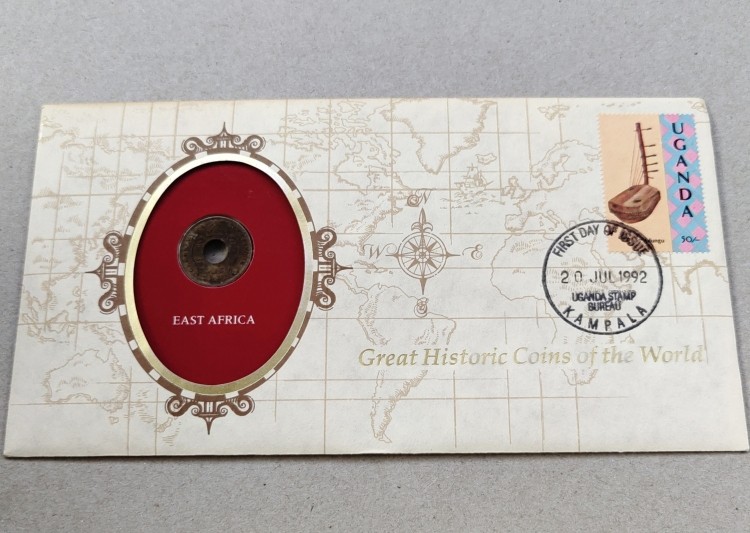 UGANDA
50/-
FIRST DAY OF ISSUE
20 JUL 1992
UGANDA STAMP
BUREAU
KAMPALA
N
W
E
S
EAST AFRICA
Great Historic Coins of the World